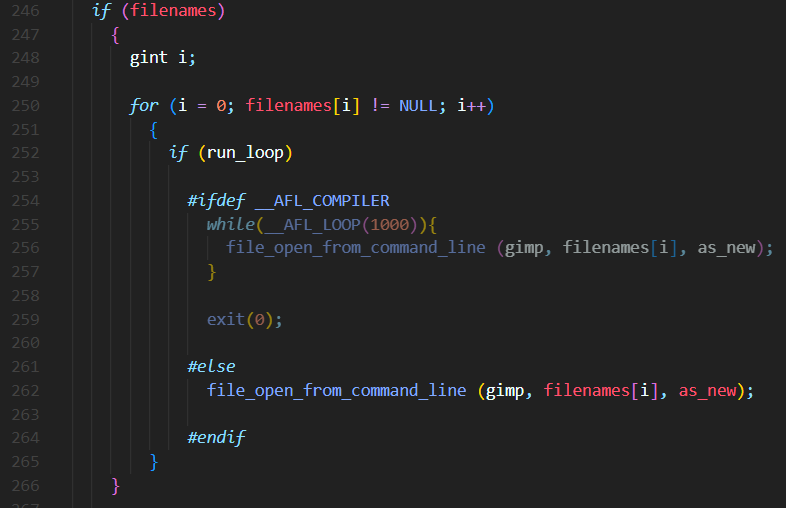 246 if (filenames)
247 {
248 gint i;
249
250 for (i = 0; filenames[i] != NULL; i++)
251 {
252 if (run_loop)
253
254 #ifdef __AFL_COMPILER
255 while(__AFL_LOOP(1000)){
256 file_open_from_command_line (gimp, filenames[i], as_new);
257 }
258
259 exit(0);
260
261 #else
262 file_open_from_command_line (gimp, filenames[i], as_new);
263
264 #endif
265 }
266 }